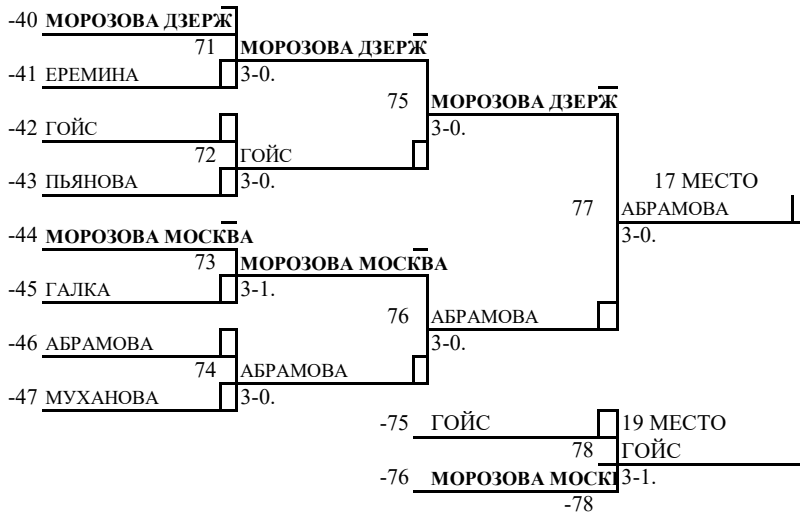 -40 МОРОЗОВА ДЗЕРЖ
71 МОРОЗОВА ДЗЕРЖ
-41 ЕРЕМИНА 3-0.
75 МОРОЗОВА ДЗЕРЖ
-42 ГОЙС 3-0.
72 ГОЙС
-43 ПЬЯНОВА 3-0.
17 МЕСТО
77 АБРАМОВА
-44 МОРОЗОВА МОСКВА 3-0.
73 МОРОЗОВА МОСКВА
-45 ГАЛКА 3-1.
76 АБРАМОВА
-46 АБРАМОВА 3-0.
74 АБРАМОВА
-47 МУХАНОВА 3-0.
-75 ГОЙС 19 МЕСТО
78 ГОЙС
-76 МОРОЗОВА МОСК 3-1.
-78